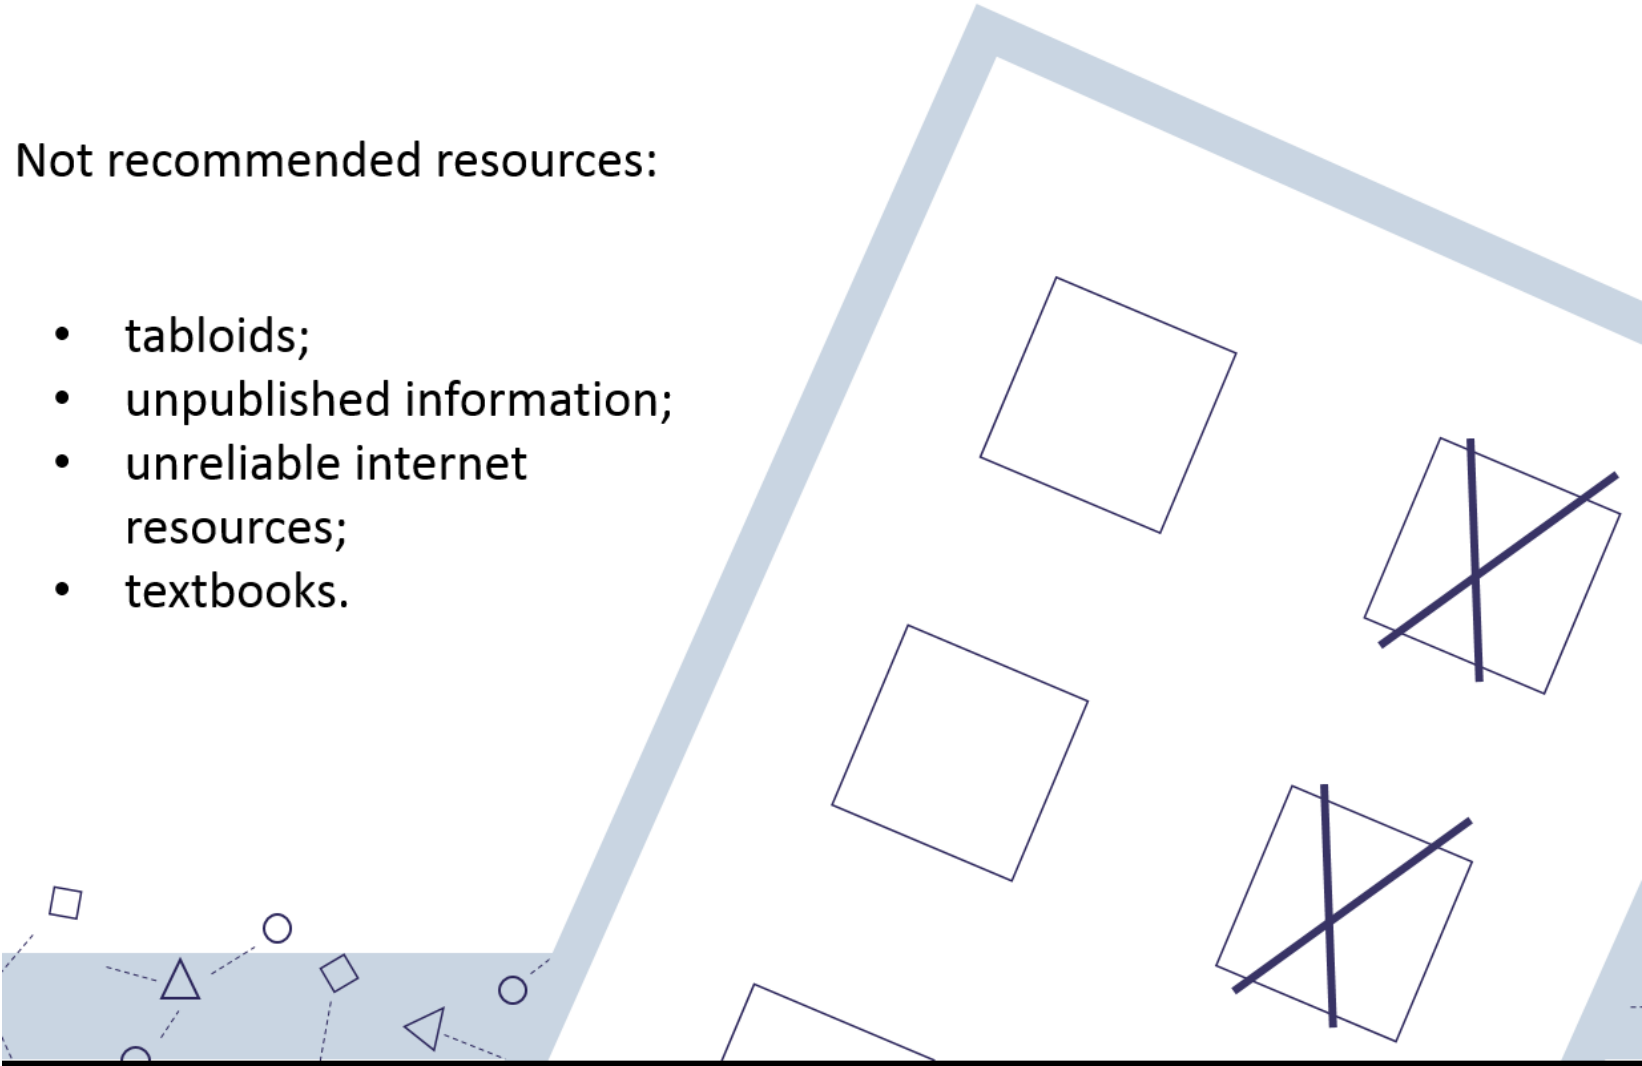 Not recommended resources:
• tabloids;
• unpublished information;
• unreliable internet
resources;
• textbooks.